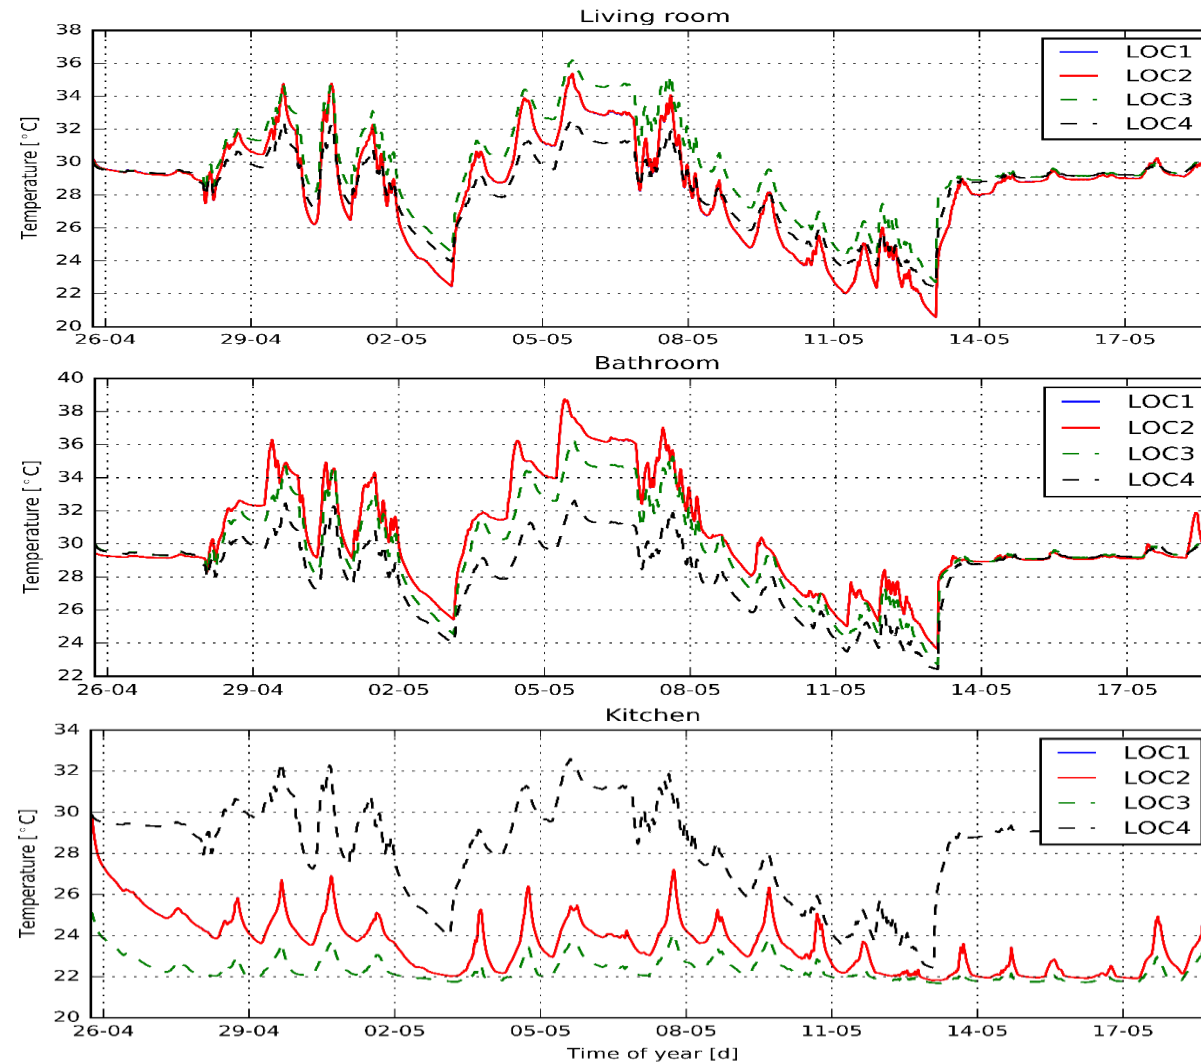 Living room
38
36
34
32
30
28
26
24
22
20
Temperature [°C]
LOC1
LOC2
LOC3
LOC4
26-04 29-04 02-05 05-05 08-05 11-05 14-05 17-05
Bathroom
40
38
36
34
32
30
28
26
24
22
Temperature [°C]
LOC1
LOC2
LOC3
LOC4
26-04 29-04 02-05 05-05 08-05 11-05 14-05 17-05
Kitchen
34
32
30
28
26
24
22
20
Temperature [°C]
LOC1
LOC2
LOC3
LOC4
26-04 29-04 02-05 05-05 08-05 11-05 14-05 17-05
Time of year [d]